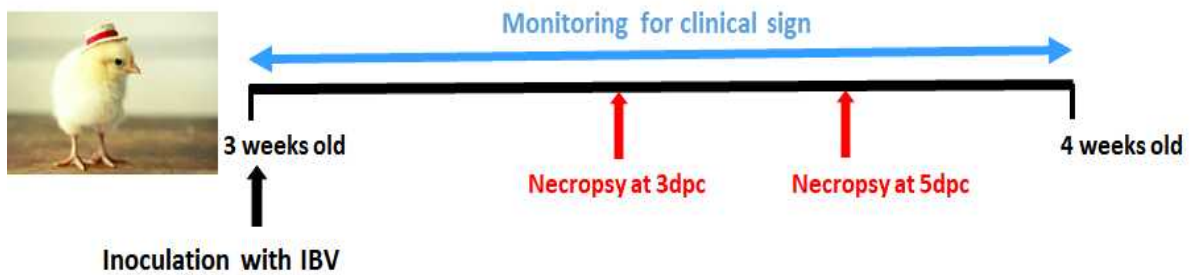 Monitoring for clinical sign
3 weeks old
4 weeks old
Necropsy at 3dpc
Necropsy at 5dpc
Inoculation with IBV